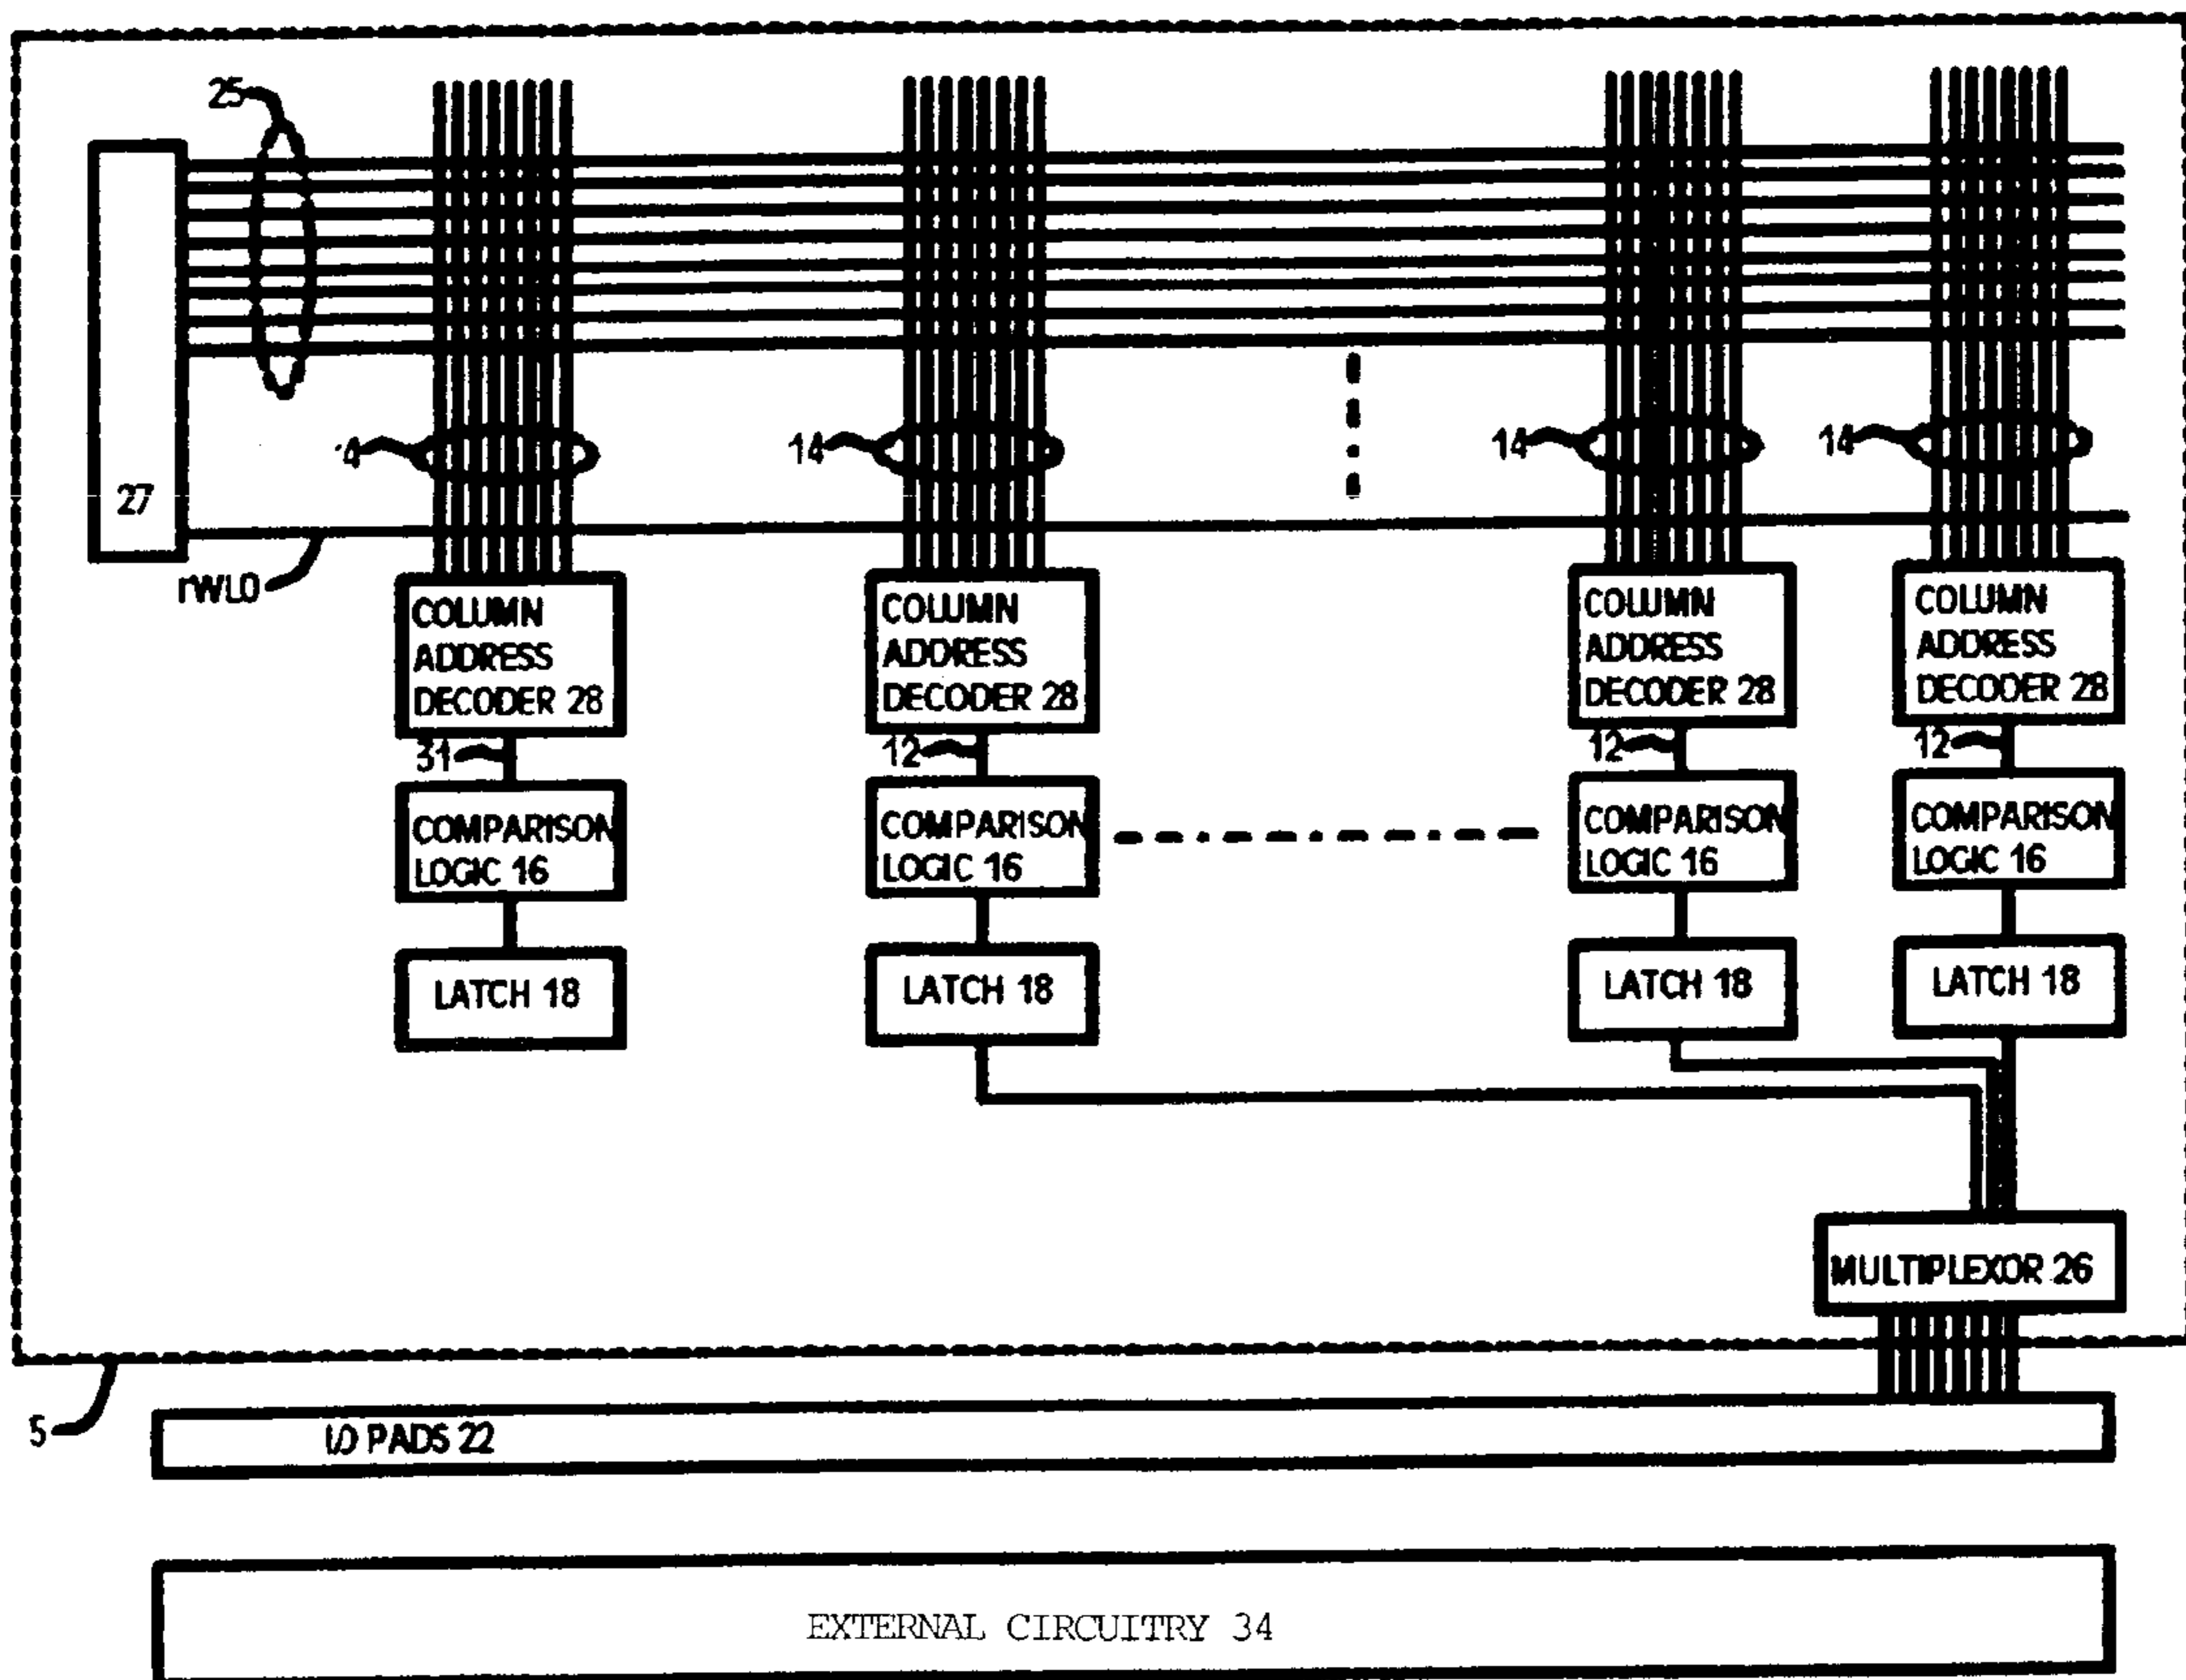 25
14
14
14
14
27
rWL0
COLUMN
ADDRESS
DECODER 28
COLUMN
ADDRESS
DECODER 28
COLUMN
ADDRESS
DECODER 28
COLUMN
ADDRESS
DECODER 28
31
12
12
12
COMPARISON
LOGIC 16
COMPARISON
LOGIC 16
COMPARISON
LOGIC 16
COMPARISON
LOGIC 16
LATCH 18
LATCH 18
LATCH 18
LATCH 18
MULTIPLEXOR 26
5
I/O PADS 22
EXTERNAL CIRCUITRY 34